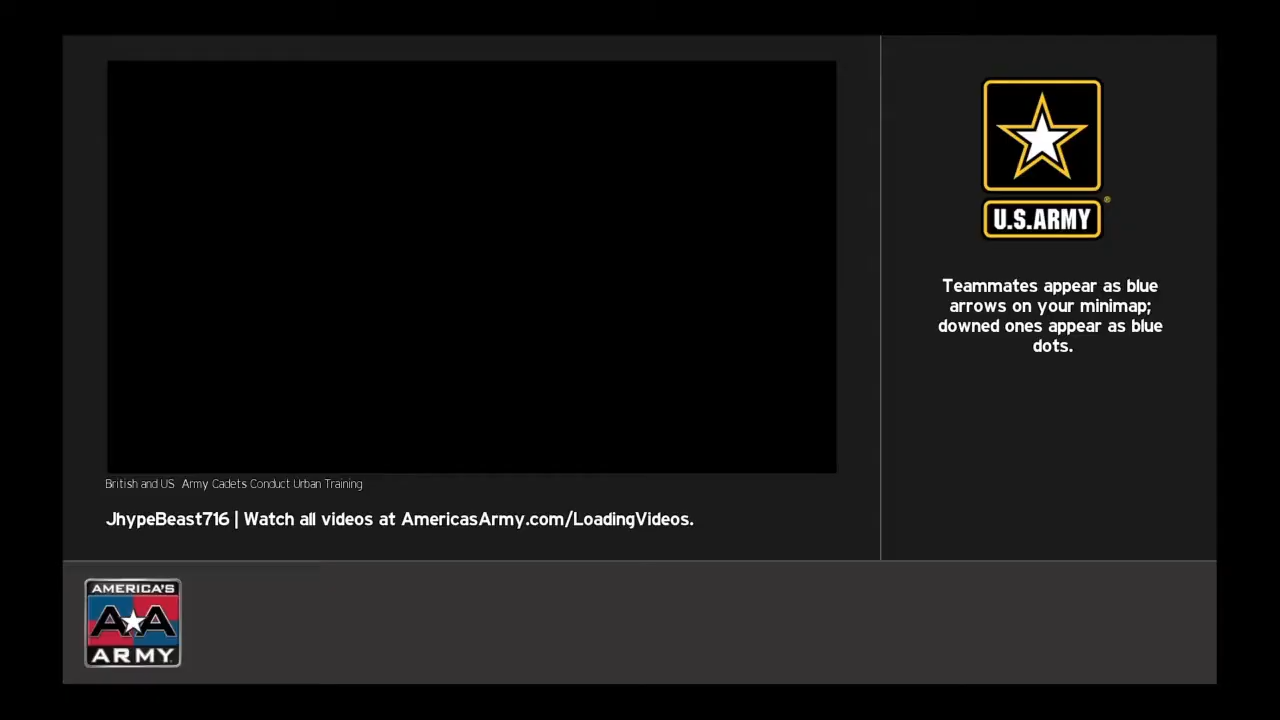 U.S.ARMY
®
Teammates appear as blue
arrows on your minimap;
downed ones appear as blue
dots.
British and US Army Cadets Conduct Urban Training
JhypeBeast716 | Watch all videos at AmericasArmy.com/LoadingVideos.
AMERICA'S
AA
ARMY